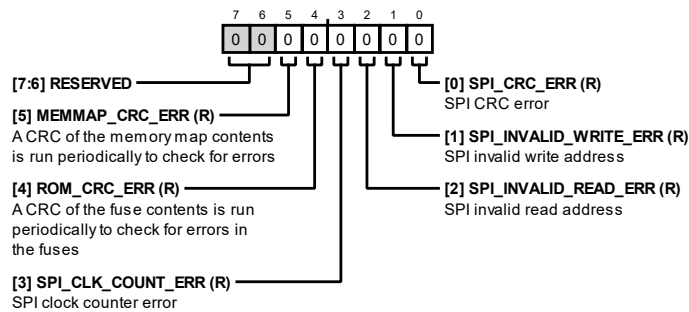 7 6 5 4 3 2 1 0
0 0 0 0 0 0 0 0
[7:6] RESERVED
[5] MEMMAP_CRC_ERR (R)
A CRC of the memory map contents
is run periodically to check for errors
[4] ROM_CRC_ERR (R)
A CRC of the fuse contents is run
periodically to check for errors in
the fuses
[3] SPI_CLK_COUNT_ERR (R)
SPI clock counter error
[0] SPI_CRC_ERR (R)
SPI CRC error
[1] SPI_INVALID_WRITE_ERR (R)
SPI invalid write address
[2] SPI_INVALID_READ_ERR (R)
SPI invalid read address